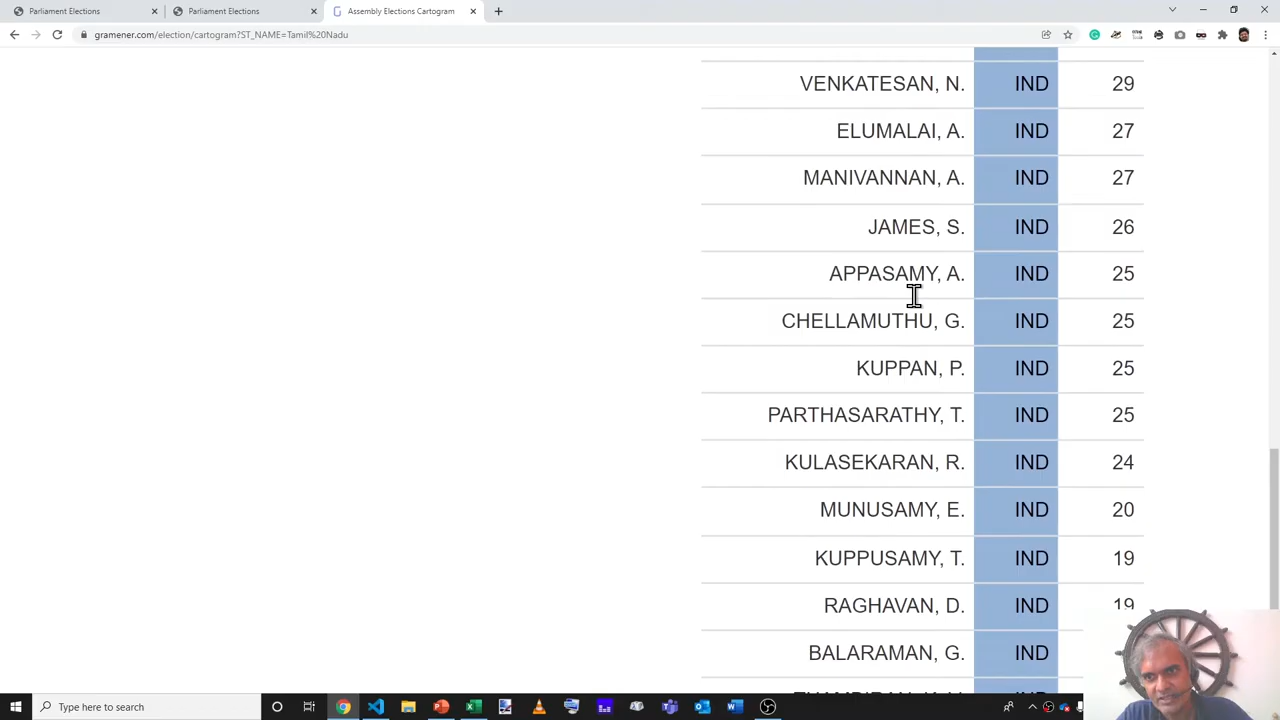 Parliament Elections
Parliament Elections
Assembly Elections Cartogram
gramener.com/election/cartogram?ST_NAME=Tamil%20Nadu
VENKATESAN, N. IND 29
ELUMALAI, A. IND 27
MANIVANNAN, A. IND 27
JAMES, S. IND 26
APPASAMY, A. IND 25
CHELLAMUTHU, G. IND 25
KUPPAN, P. IND 25
PARTHASARATHY, T. IND 25
KULASEKARAN, R. IND 24
MUNUSAMY, E. IND 20
KUPPUSAMY, T. IND 19
RAGHAVAN, D. IND 19
BALARAMAN, G. IND
Type here to search